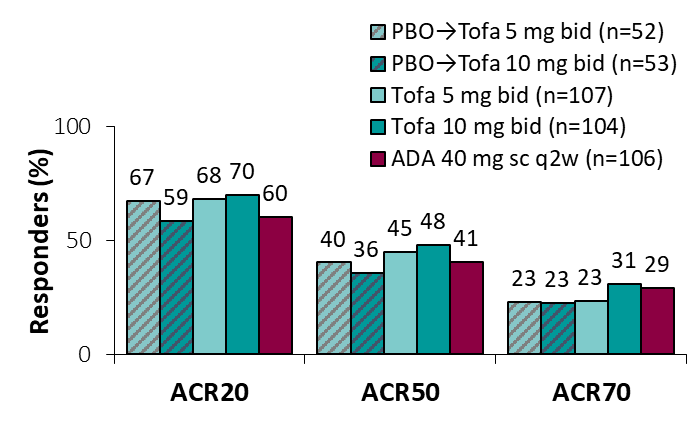 PBO→Tofa 5 mg bid (n=52)
PBO→Tofa 10 mg bid (n=53)
Tofa 5 mg bid (n=107)
Tofa 10 mg bid (n=104)
ADA 40 mg sc q2w (n=106)
Responders (%)
100
50
0
67 59 68 70 60
40 36 45 48 41
23 23 23 31 29
ACR20 ACR50 ACR70